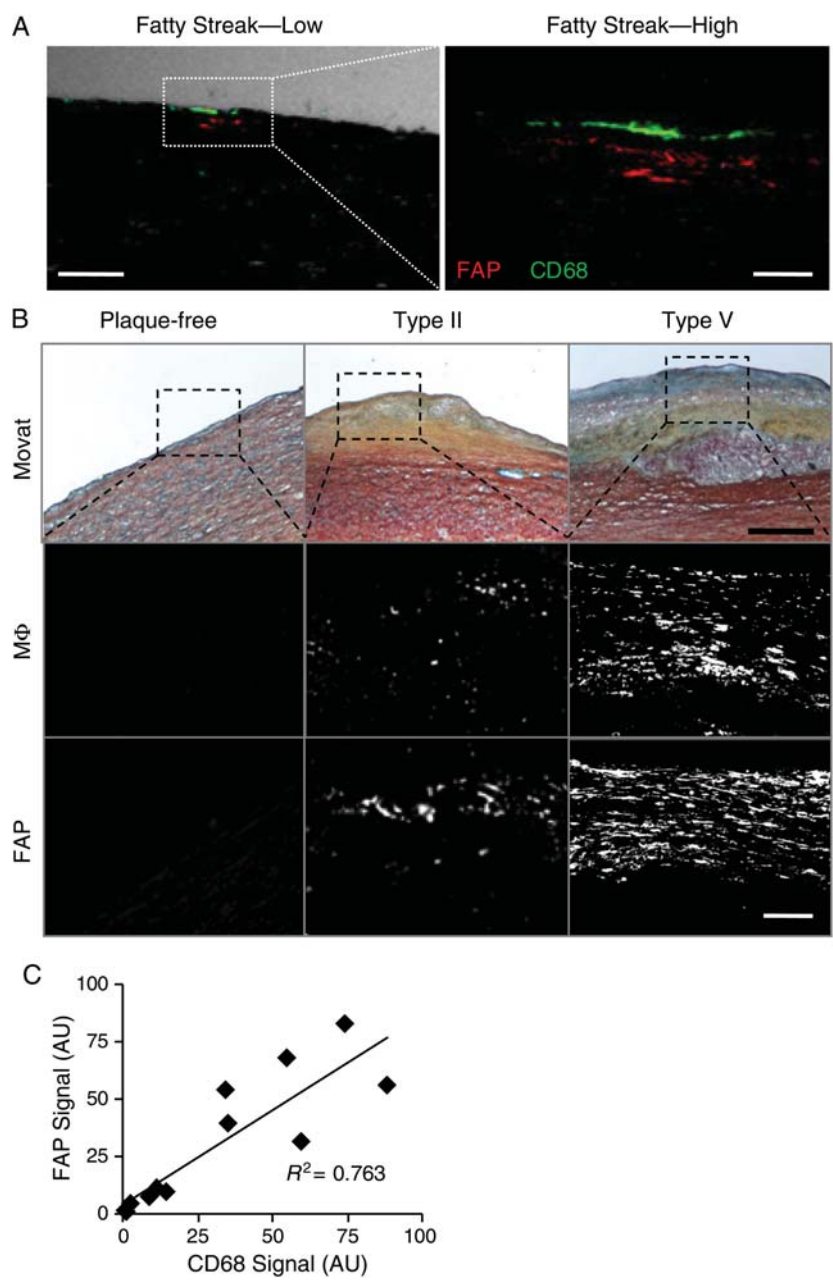 A
Fatty Streak—Low
Fatty Streak—High
FAP
CD68
B
Plaque-free
Type II
Type V
Movat
MΦ
FAP
C
100
75
50
25
0
FAP Signal (AU)
R² = 0.763
0
25
50
75
100
CD68 Signal (AU)